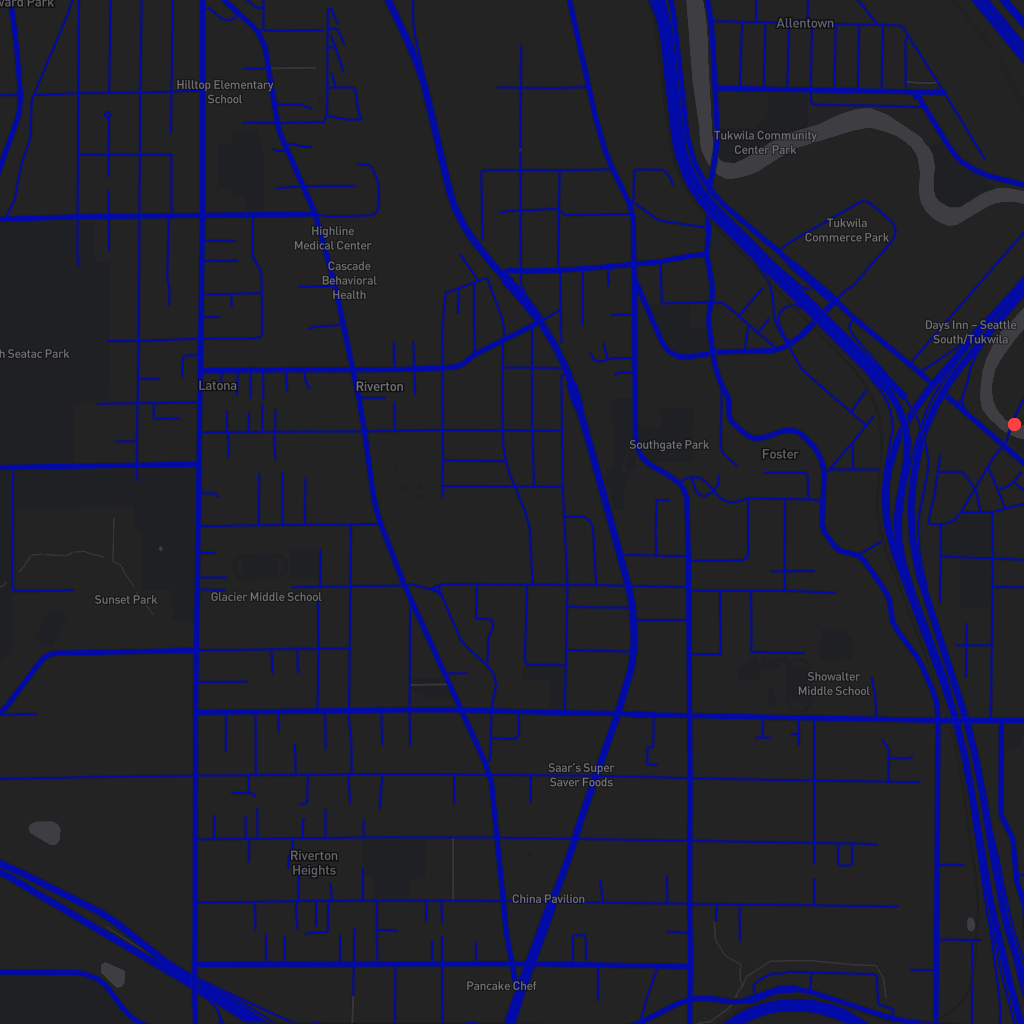 ward Park
Allentown
Hilltop Elementary
School
Tukwila Community
Center Park
Tukwila
Commerce Park
Highline
Medical Center
Cascade
Behavioral
Health
Days Inn – Seattle
South/Tukwila
h Seatac Park
Latona
Riverton
Southgate Park
Foster
Sunset Park
Glacier Middle School
Showalter
Middle School
Saar's Super
Saver Foods
Riverton
Heights
China Pavilion
Pancake Chef